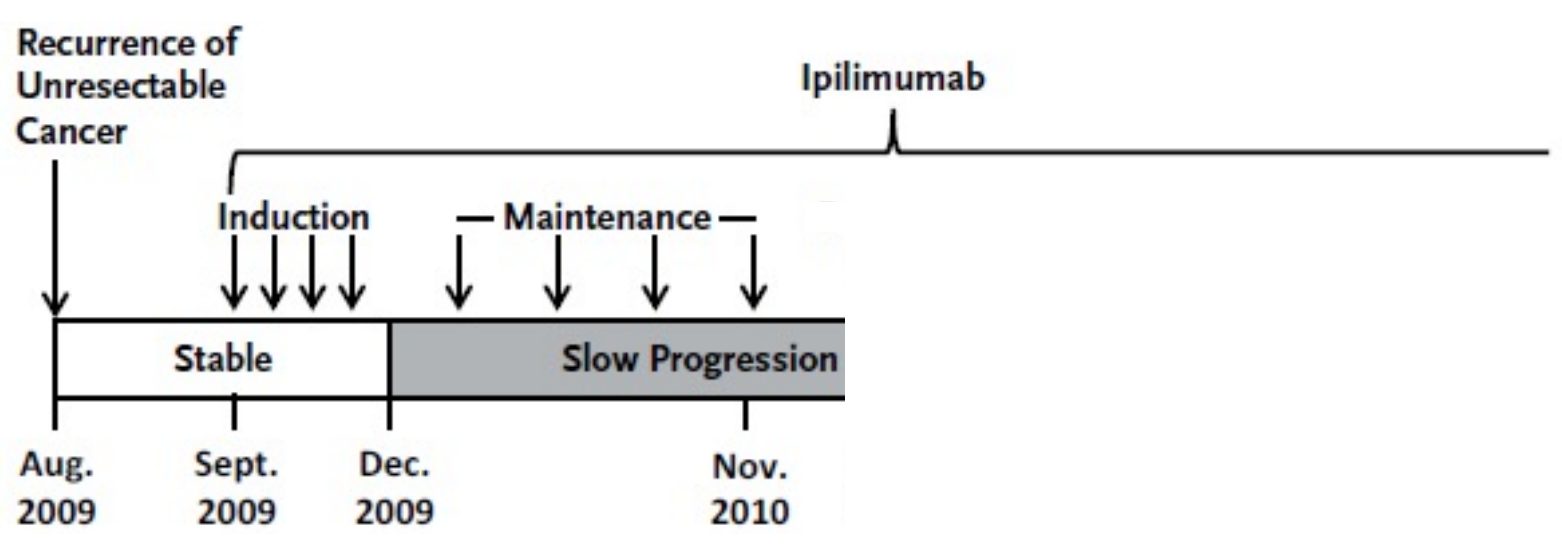 Recurrence of
Unresectable
Cancer
Ipilimumab
Induction
Maintenance
Stable
Slow Progression
Aug.
2009
Sept.
2009
Dec.
2009
Nov.
2010